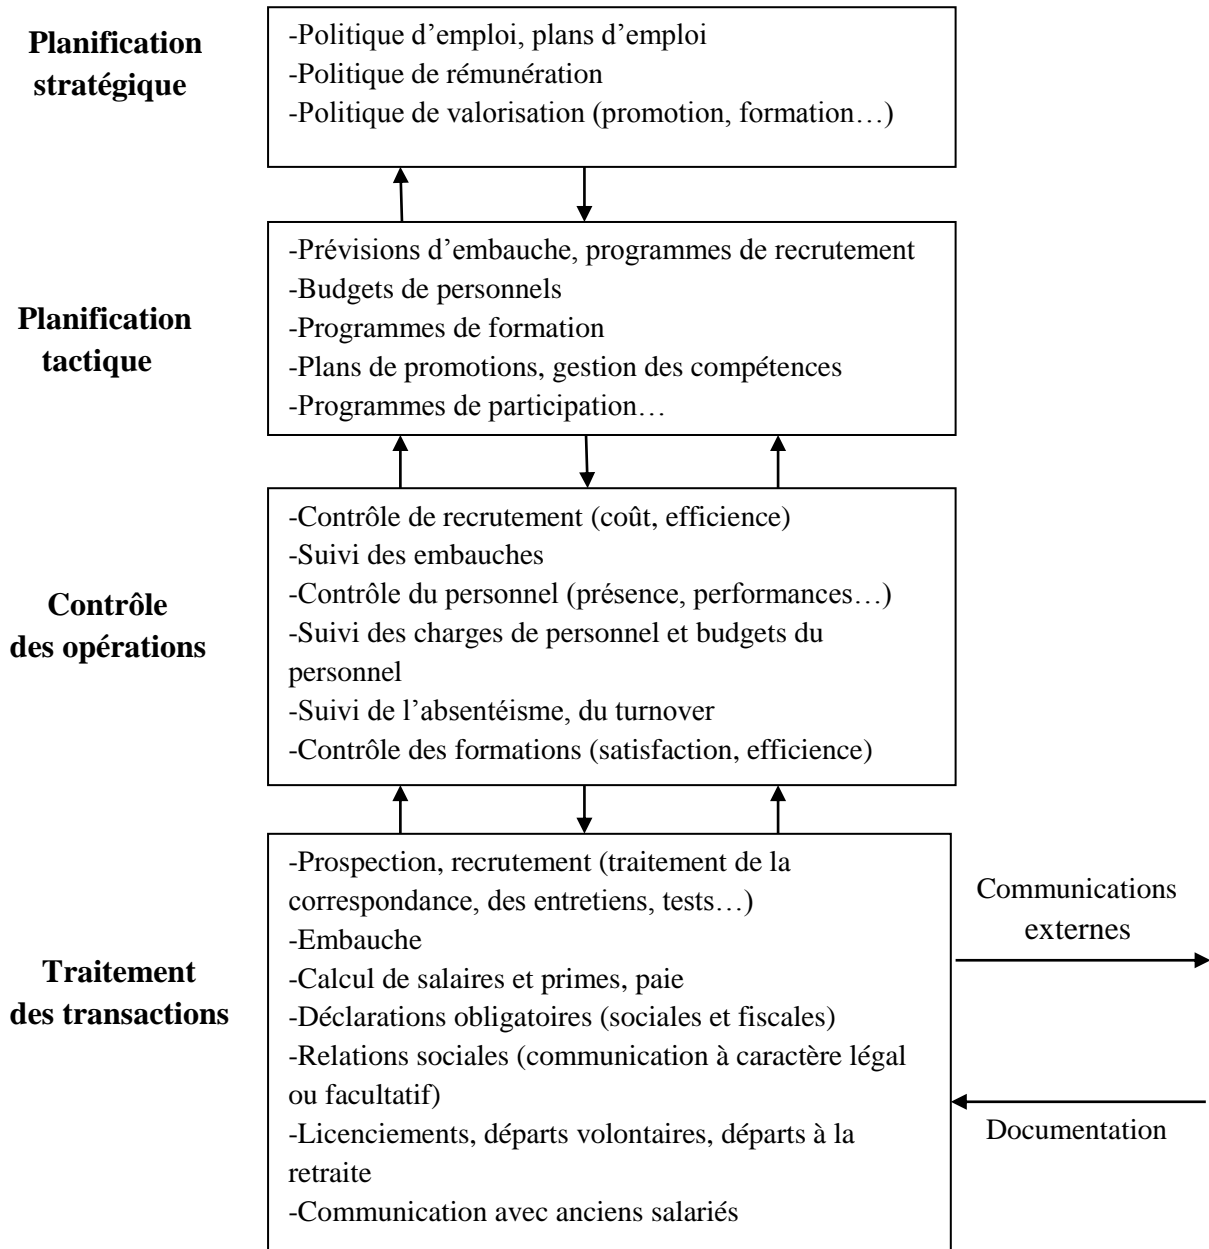 Planification
stratégique
-Politique d’emploi, plans d’emploi
-Politique de rémunération
-Politique de valorisation (promotion, formation…)
Planification
tactique
-Prévisions d’embauche, programmes de recrutement
-Budgets de personnels
-Programmes de formation
-Plans de promotions, gestion des compétences
-Programmes de participation…
Contrôle
des opérations
-Contrôle de recrutement (coût, efficience)
-Suivi des embauches
-Contrôle du personnel (présence, performances…)
-Suivi des charges de personnel et budgets du
personnel
-Suivi de l’absentéisme, du turnover
-Contrôle des formations (satisfaction, efficience)
Traitement
des transactions
-Prospection, recrutement (traitement de la
correspondance, des entretiens, tests…)
-Embauche
-Calcul de salaires et primes, paie
-Déclarations obligatoires (sociales et fiscales)
-Relations sociales (communication à caractère légal
ou facultatif)
-Licenciements, départs volontaires, départs à la
retraite
-Communication avec anciens salariés
Communications
externes
Documentation